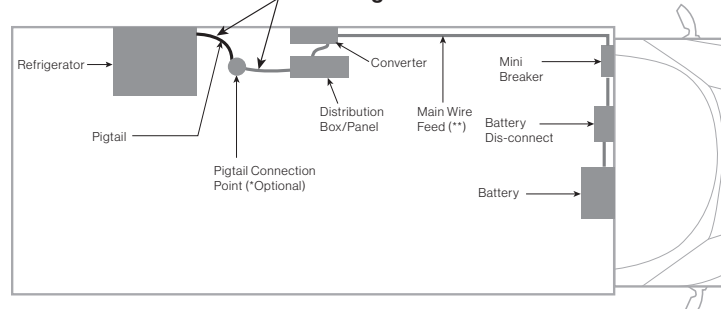 Refrigerator
Converter
Mini
Breaker
Distribution
Box/Panel
Main Wire
Feed (**)
Battery
Dis-connect
Pigtail
Pigtail Connection
Point (*Optional)
Battery